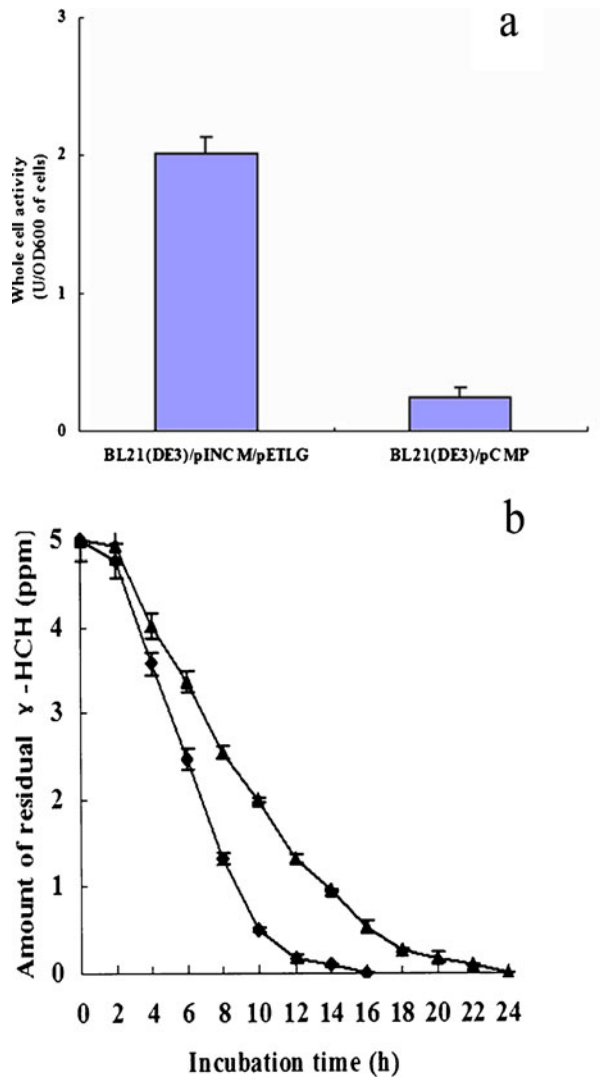 a
3
2
1
0
Whole cell activity
(U/OD600 of cells)
BL21(DE3)/pINCM/pETLG
BL21(DE3)/pCMP
b
5
4
3
2
1
0
Amount of residual γ -HCH (ppm)
0 2 4 6 8 10 12 14 16 18 20 22 24
Incubation time (h)